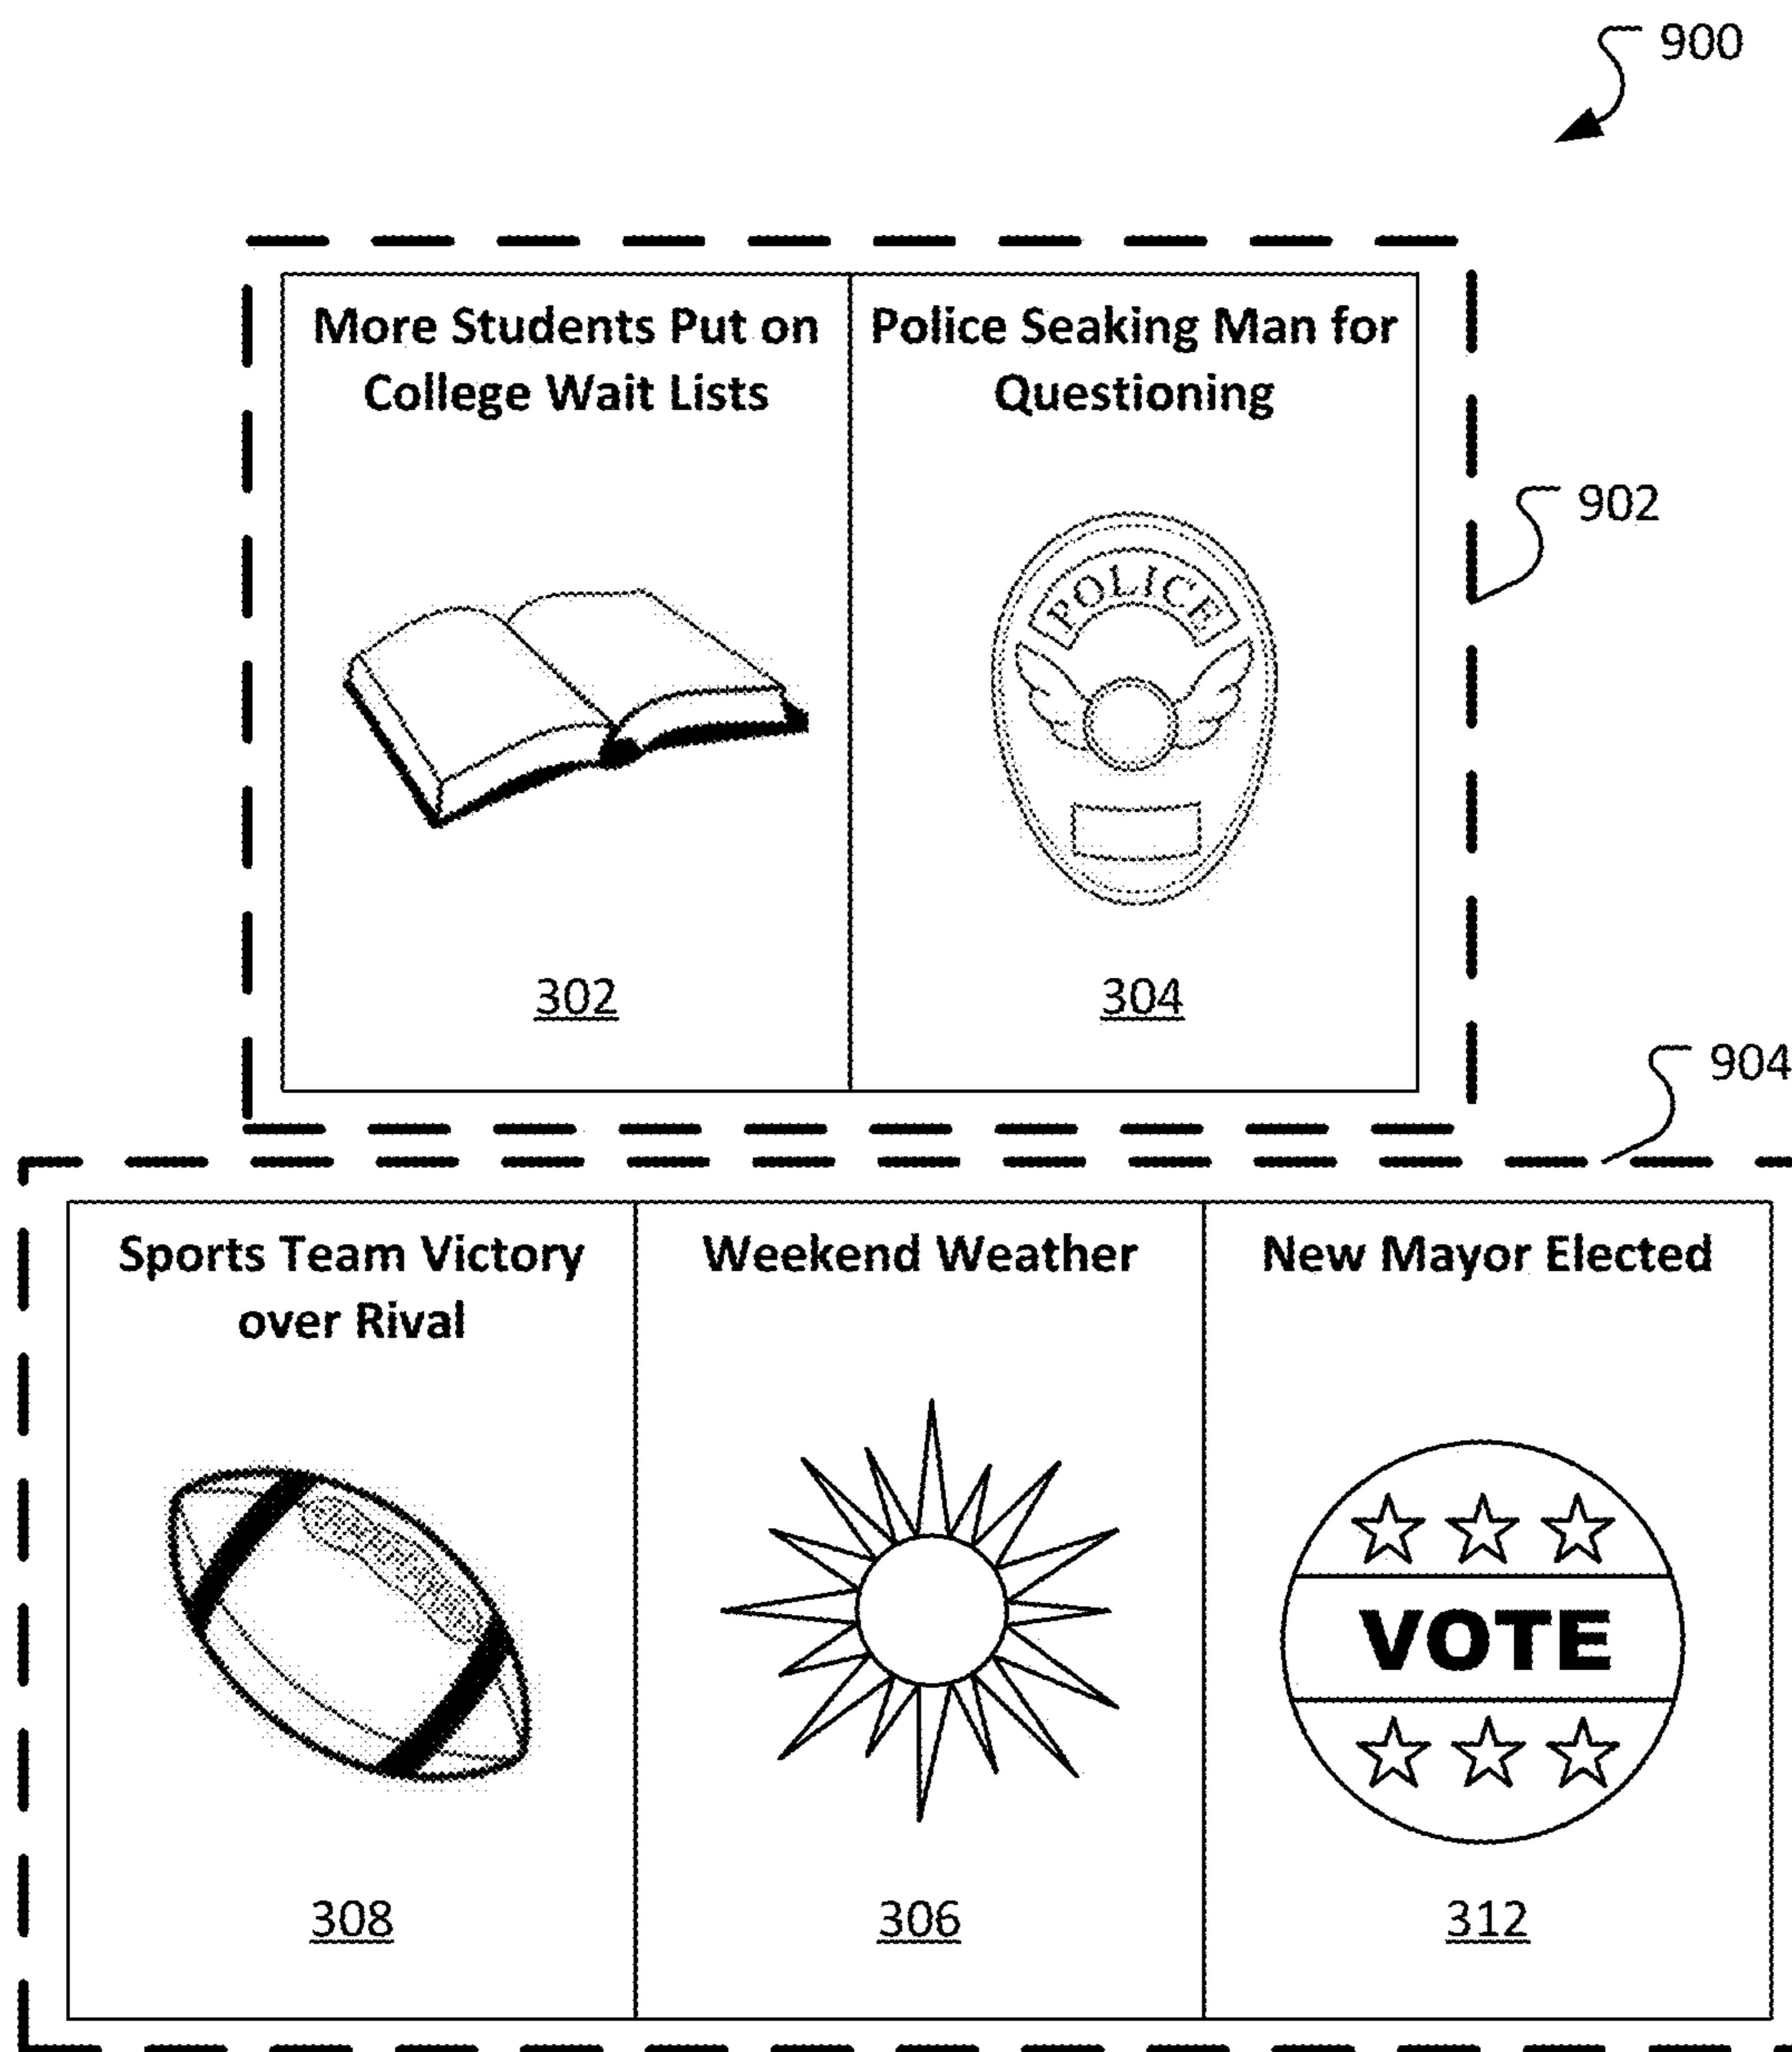 900
More Students Put on
College Wait Lists
Police Seaking Man for
Questioning
902
POLICE
302
304
904
Sports Team Victory
over Rival
Weekend Weather
New Mayor Elected
VOTE
308
306
312